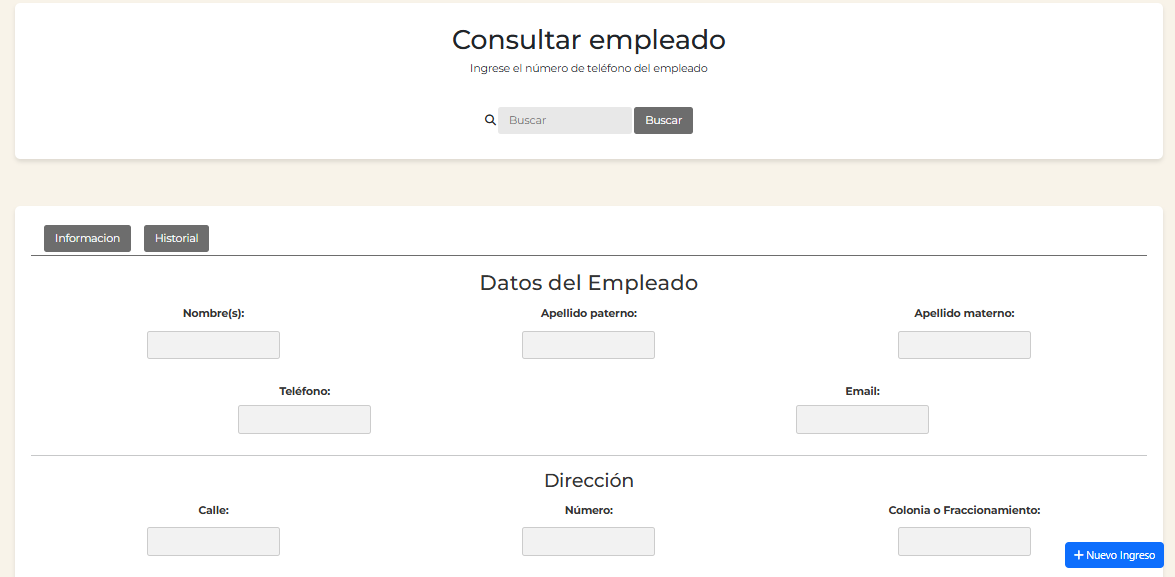 Consultar empleado
Ingrese el número de teléfono del empleado
Buscar Buscar
Informacion Historial
Datos del Empleado
Nombre(s): Apellido paterno: Apellido materno:
Teléfono: Email:
Dirección
Calle: Número: Colonia o Fraccionamiento:
+ Nuevo Ingreso